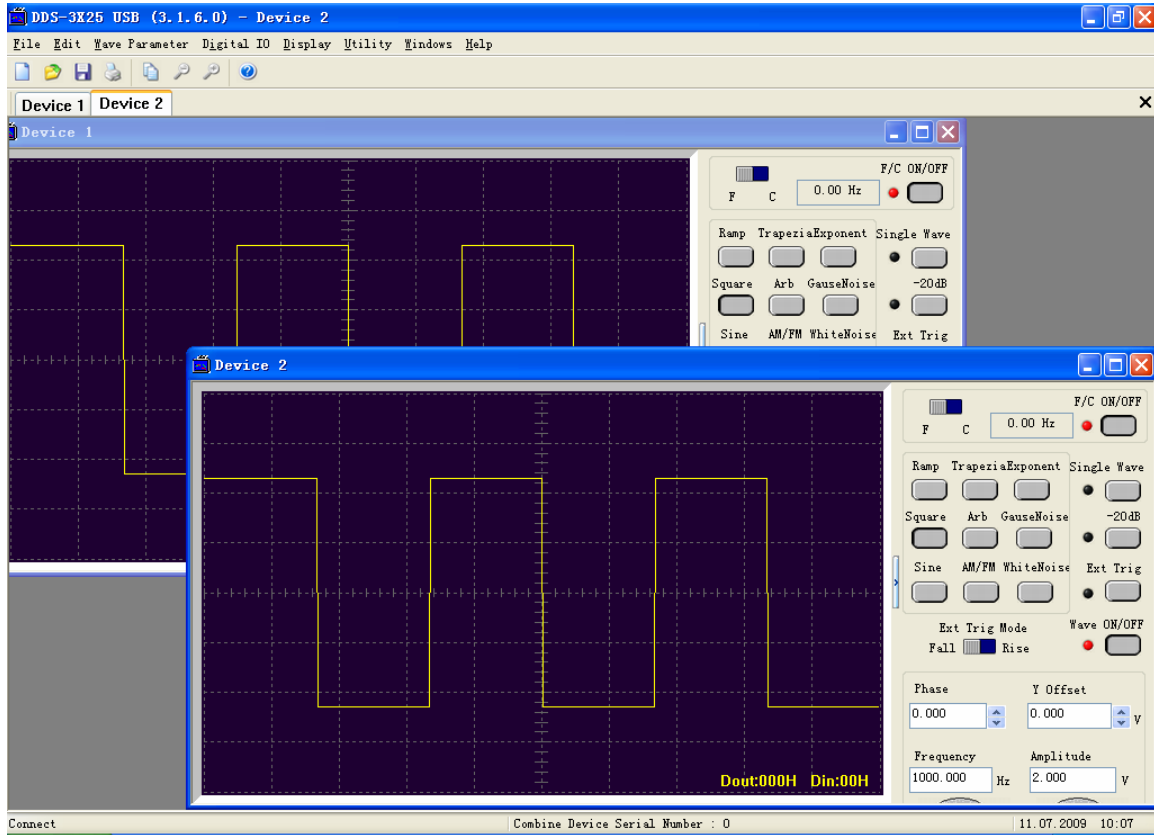 DDS-3X25 USB (3.1.6.0) - Device 2
File Edit Wave Parameter Digital IO Display Utility Windows Help
Device 1 Device 2
Device 1
F/C ON/OFF
F C 0.00 Hz
Ramp TrapeziaExponent Single Wave
Square Arb GauseNoise -20dB
Sine AM/FM WhiteNoise Ext Trig
Device 2
F/C ON/OFF
F C 0.00 Hz
Ramp TrapeziaExponent Single Wave
Square Arb GauseNoise -20dB
Sine AM/FM WhiteNoise Ext Trig
Ext Trig Mode Wave ON/OFF
Fall Rise
Phase Y Offset
0.000 0.000 V
Frequency Amplitude
1000.000 Hz 2.000 V
Dout:000H Din:00H
Connect Combine Device Serial Number : 0 11.07.2009 10:07